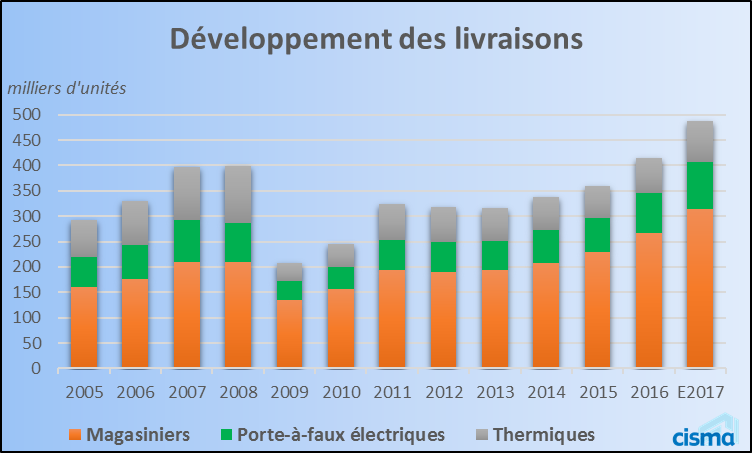 Développement des livraisons
milliers d'unités
500
450
400
350
300
250
200
150
100
50
0
2005 2006 2007 2008 2009 2010 2011 2012 2013 2014 2015 2016 E2017
Magasiniers Porte-à-faux électriques Thermiques
cisma